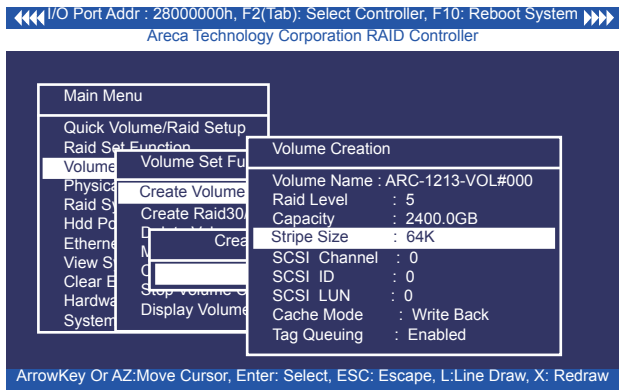 I/O Port Addr : 28000000h, F2(Tab): Select Controller, F10: Reboot System
Areca Technology Corporation RAID Controller
Main Menu
Quick Volume/Raid Setup
Raid Set Function
Volume
Physica
Raid Sy
Hdd Po
Etherne
View S
Clear E
Hardwa
System
Volume Set Fu
Create Volume
Create Raid30/
Display Volume
Crea
Volume Creation
Volume Name : ARC-1213-VOL#000
Raid Level : 5
Capacity : 2400.0GB
Stripe Size : 64K
SCSI Channel : 0
SCSI ID : 0
SCSI LUN : 0
Cache Mode : Write Back
Tag Queuing : Enabled
ArrowKey Or AZ:Move Cursor, Enter: Select, ESC: Escape, L:Line Draw, X: Redraw